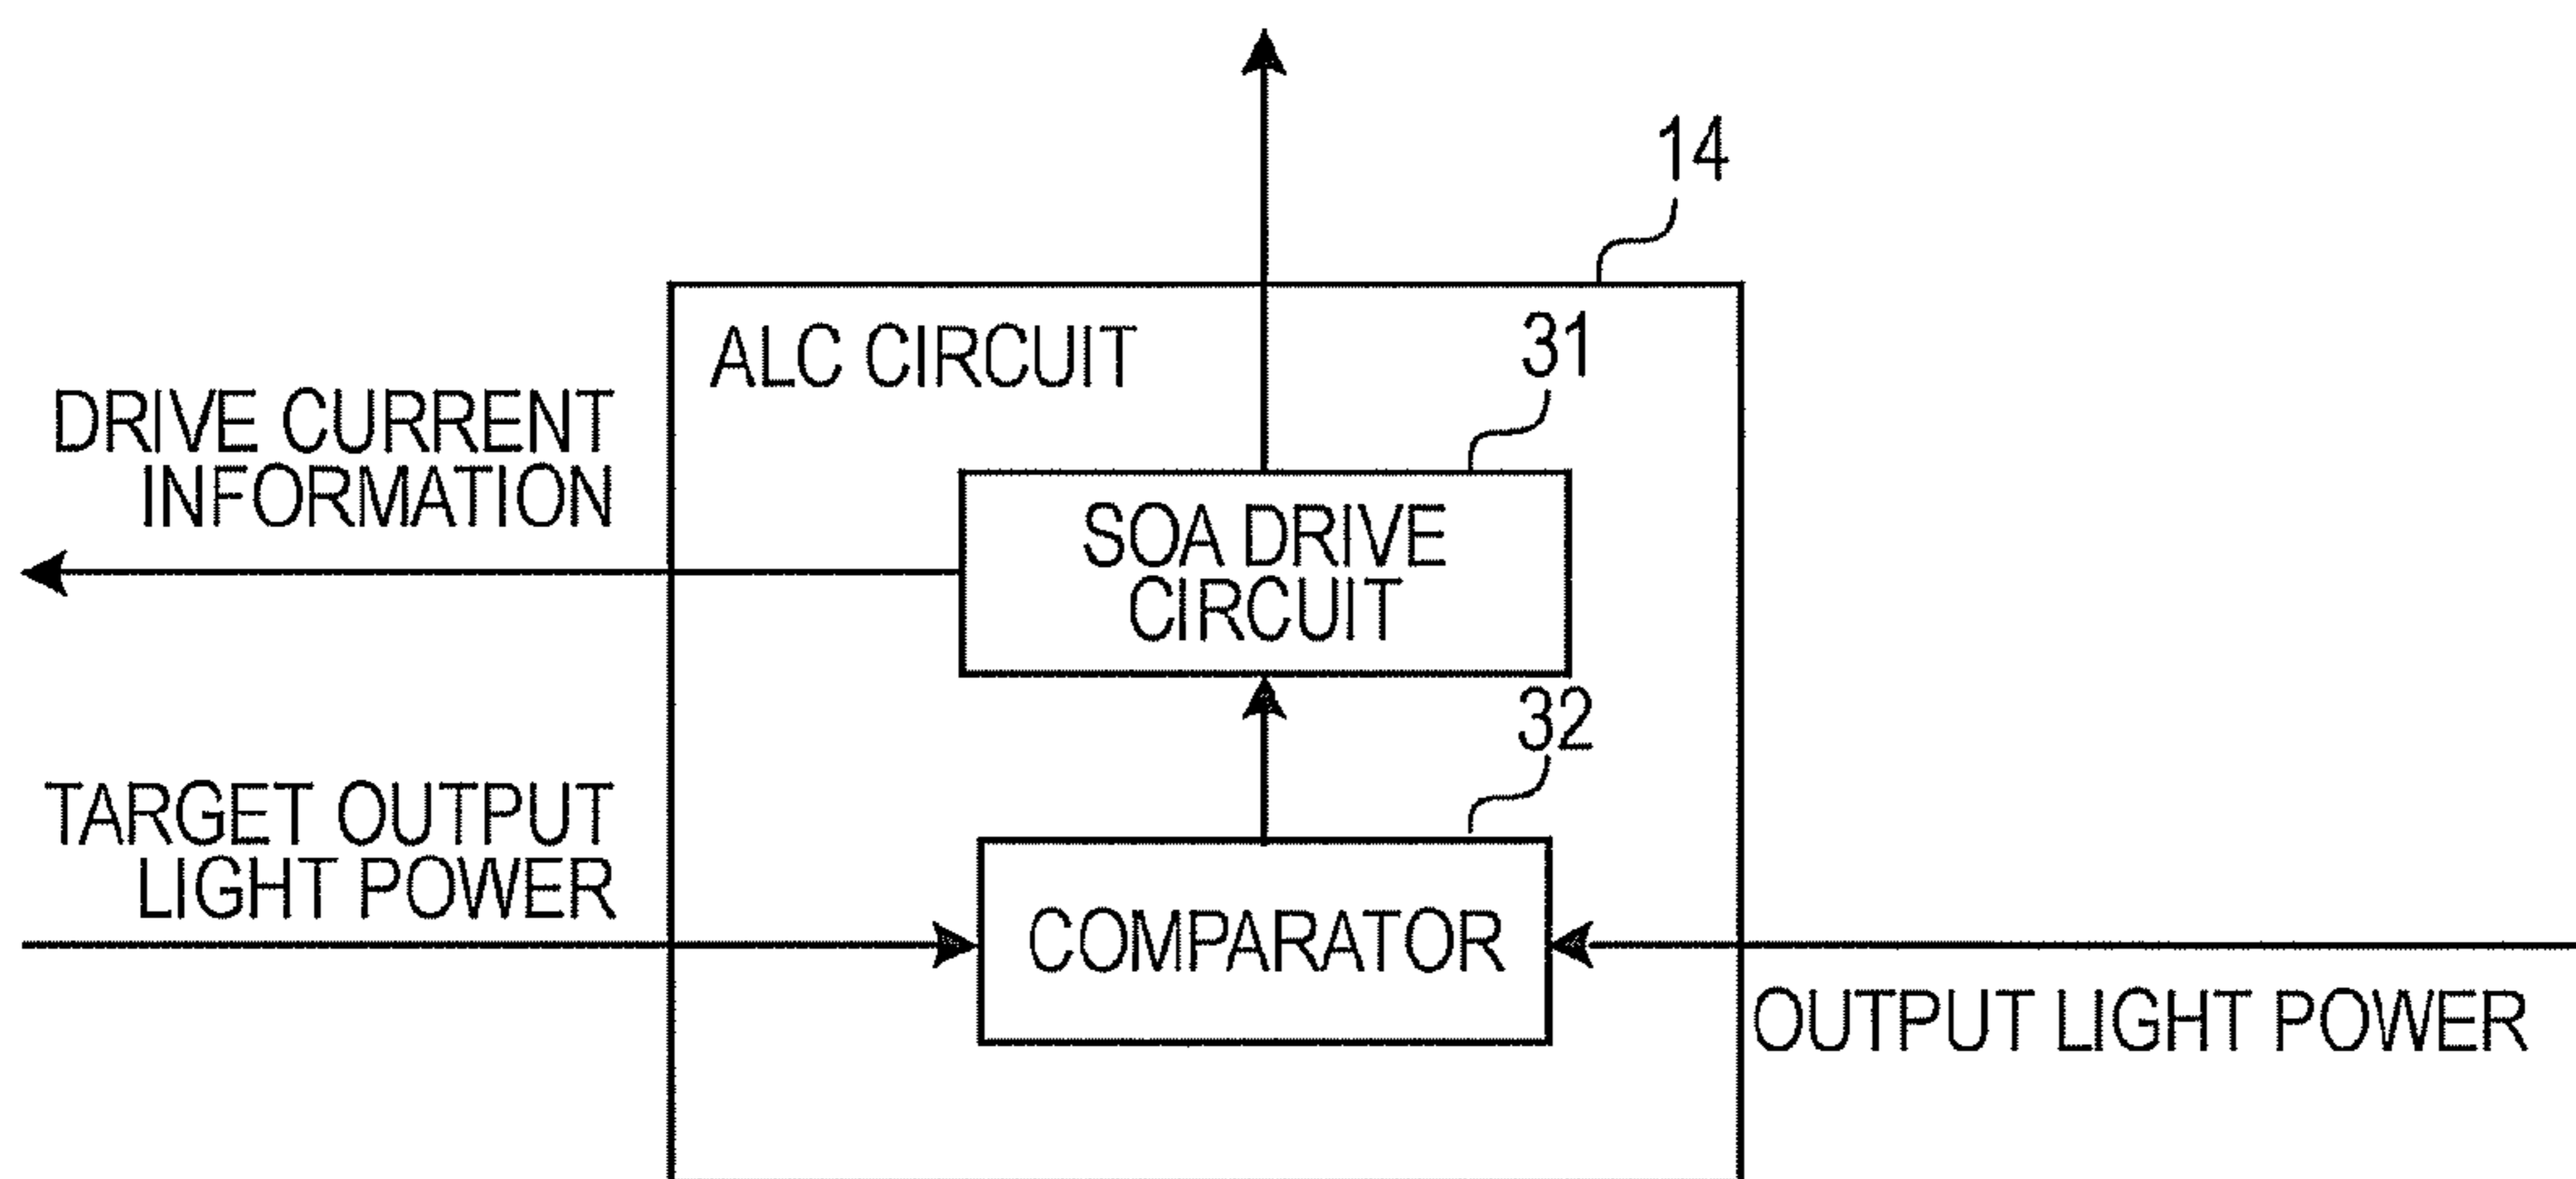 14
ALC CIRCUIT
31
DRIVE CURRENT
INFORMATION
SOA DRIVE
CIRCUIT
32
TARGET OUTPUT
LIGHT POWER
COMPARATOR
OUTPUT LIGHT POWER